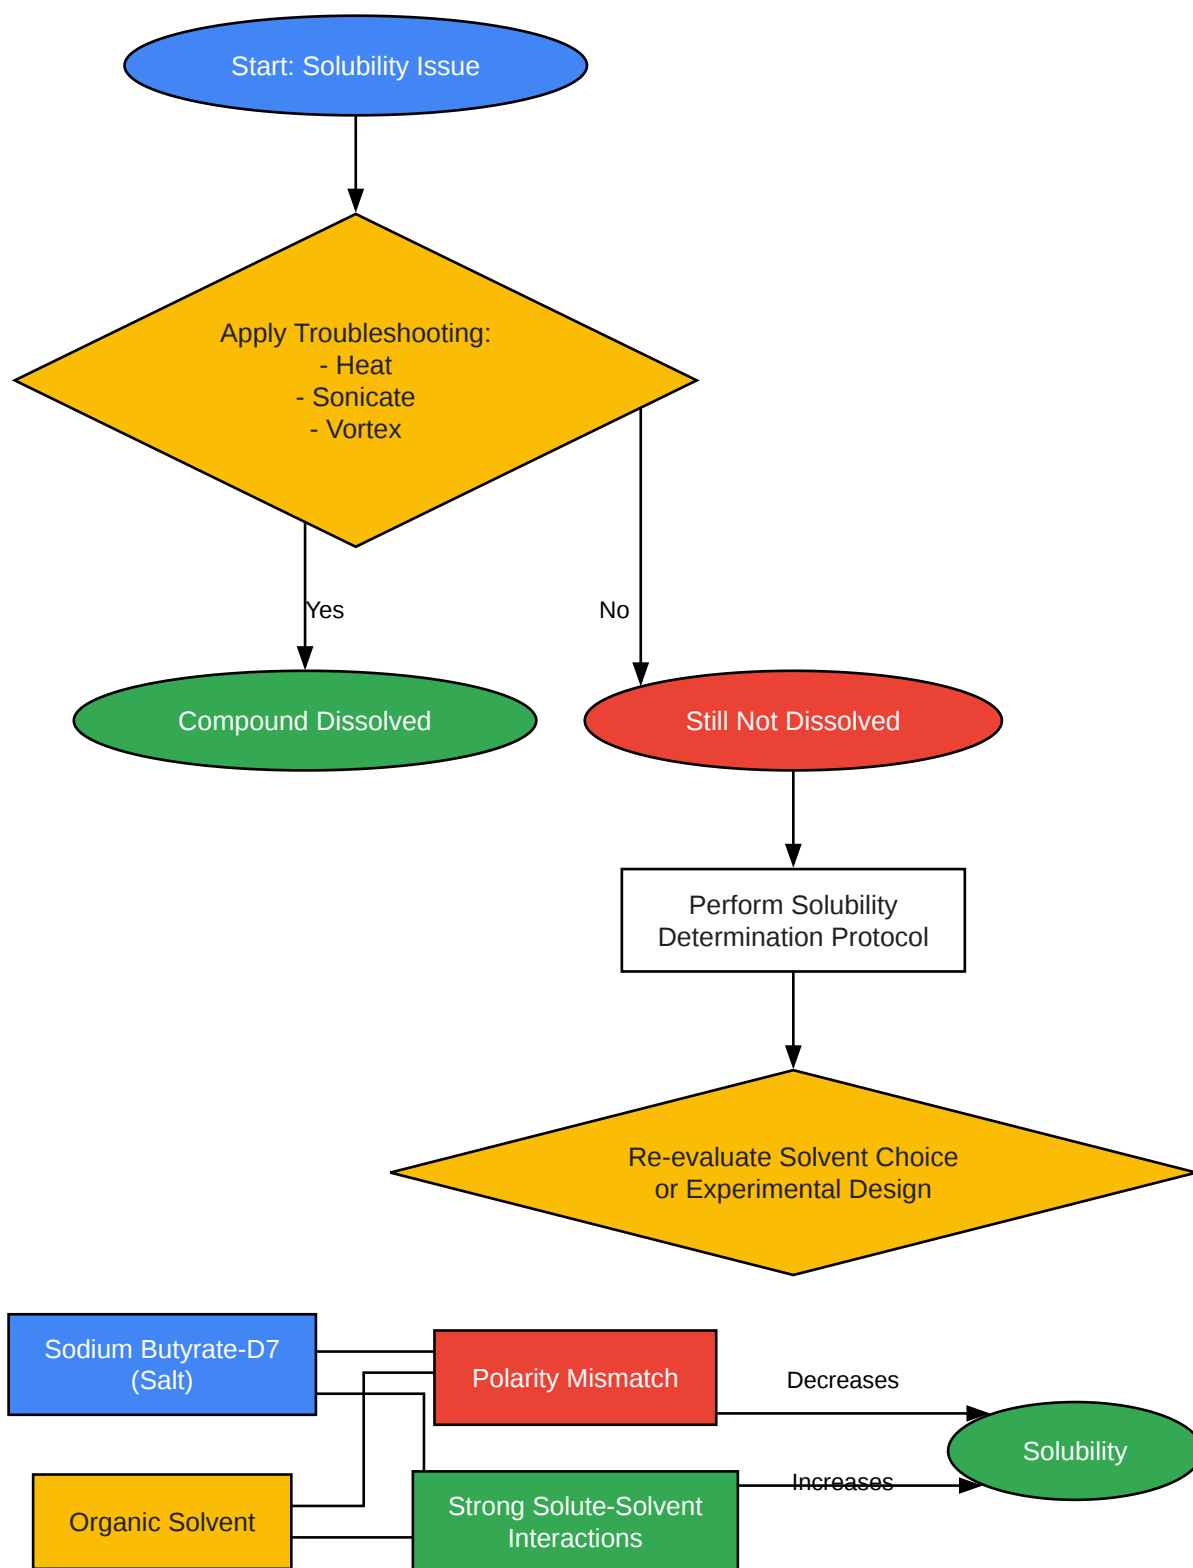 Start: Solubility Issue
Apply Troubleshooting:
- Heat
- Sonicate
- Vortex
Yes
No
Compound Dissolved
Still Not Dissolved
Perform Solubility
Determination Protocol
Re-evaluate Solvent Choice
or Experimental Design
Sodium Butyrate-D7
(Salt)
Polarity Mismatch
Decreases
Solubility
Organic Solvent
Strong Solute-Solvent
Interactions
Increases